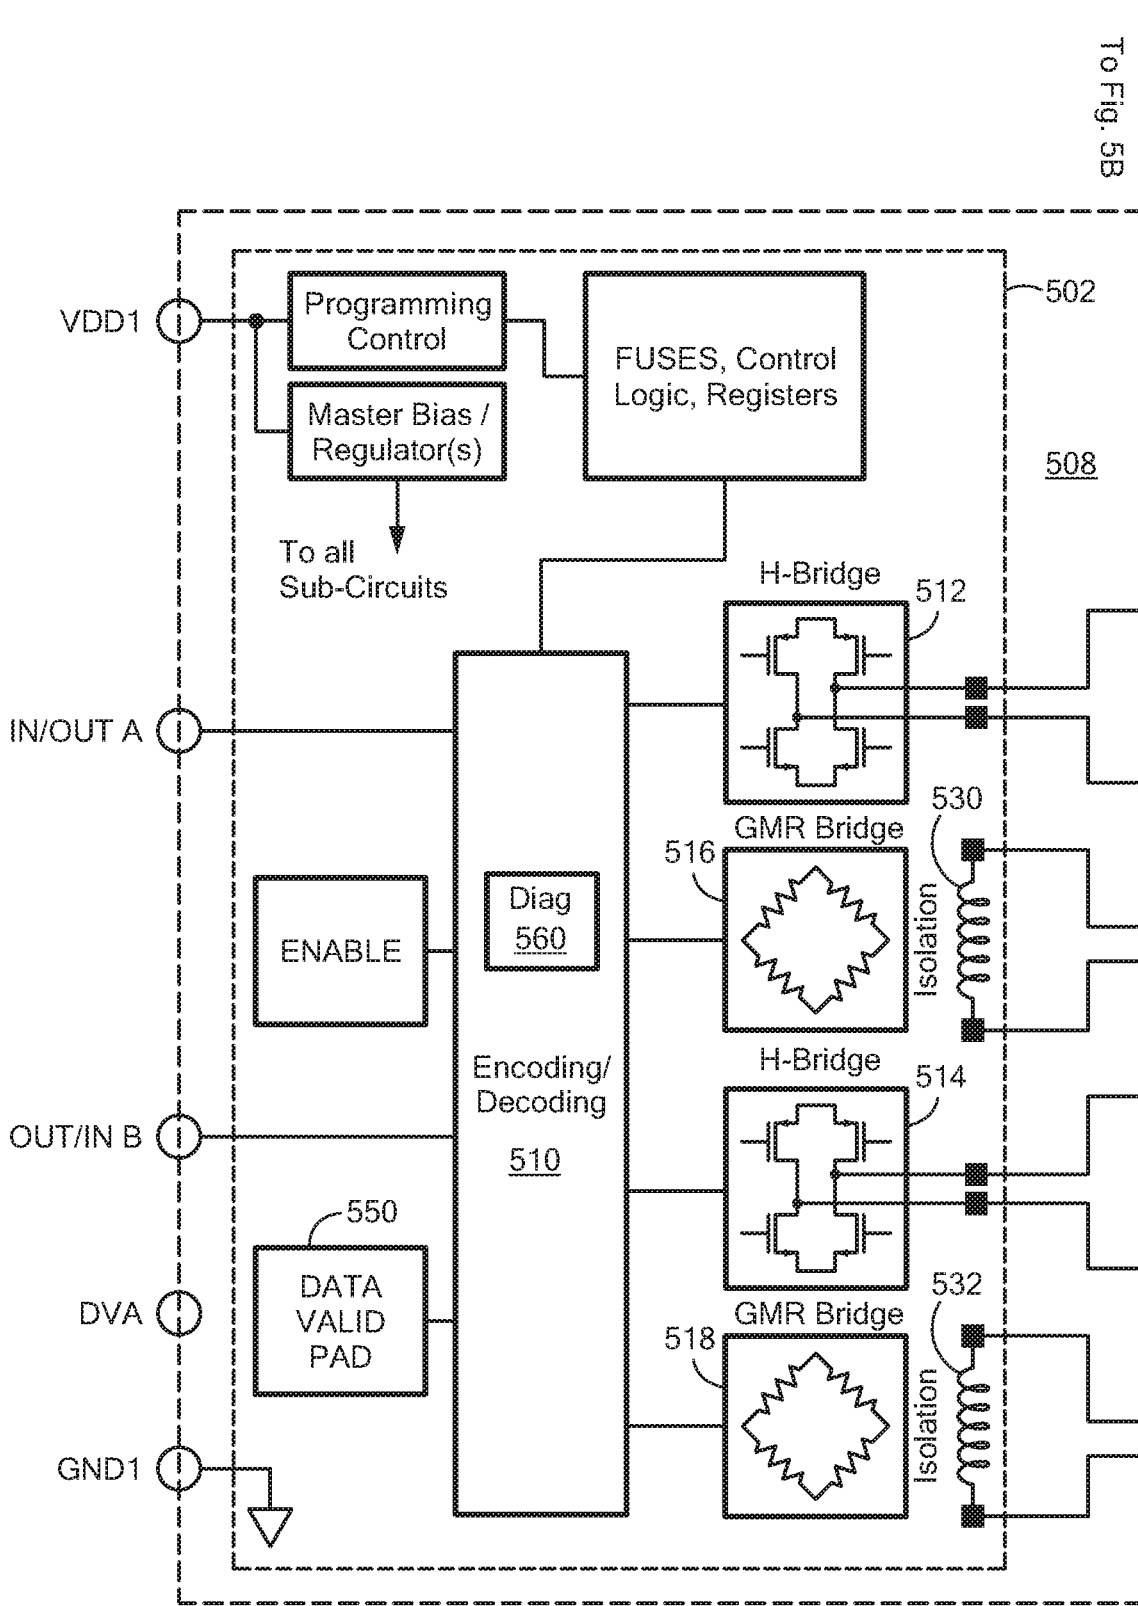 To Fig. 5B
502
VDD1
Programming
Control
FUSES, Control
Logic, Registers
Master Bias /
Regulator(s)
508
To all
Sub-Circuits
H-Bridge
512
IN/OUT A
530
GMR Bridge
516
Isolation
Diag
560
ENABLE
H-Bridge
514
Encoding/
Decoding
510
OUT/IN B
550
DATA
VALID
PAD
DVA
532
GMR Bridge
518
Isolation
GND1